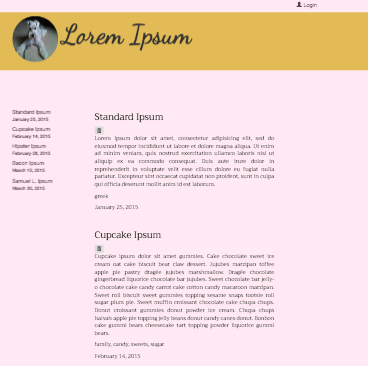 Login
Lorem Ipsum
Standard Ipsum
January 25, 2015
Cupcake Ipsum
February 14, 2015
Hipster Ipsum
February 28, 2015
Bacon Ipsum
March 15, 2015
Samuel L. Ipsum
March 30, 2015
Standard Ipsum
Lorem ipsum dolor sit amet, consectetur adipisicing elit, sed do
eiusmod tempor incididunt ut labore et dolore magna aliqua. Ut enim
ad minim veniam, quis nostrud exercitation ullamco laboris nisi ut
aliquip ex ea commodo consequat. Duis aute irure dolor in
reprehenderit in voluptate velit esse cillum dolore eu fugiat nulla
pariatur. Excepteur sint occaecat cupidatat non proident, sunt in culpa
qui officia deserunt mollit anim id est laborum.
greek
January 25, 2015
Cupcake Ipsum
Cupcake ipsum dolor sit amet gummies. Cake chocolate sweet ice
cream oat cake biscuit bear claw dessert. Jujubes marzipan toffee
apple pie pastry dragée jujubes marshmallow. Dragée chocolate
gingerbread liquorice chocolate bar jujubes. Sweet chocolate bar jelly-
o chocolate cake candy carrot cake cotton candy macaroon marzipan.
Sweet roll biscuit sweet gummies topping sesame snaps tootsie roll
sugar plum pie. Sweet muffin croissant chocolate cake chupa chups.
Donut croissant gummies donut powder ice cream. Chupa chups
halvah apple pie topping jelly beans donut candy canes donut. Bonbon
cake gummi bears cheesecake tart topping powder liquorice gummi
bears.
family, candy, sweets, sugar
February 14, 2015